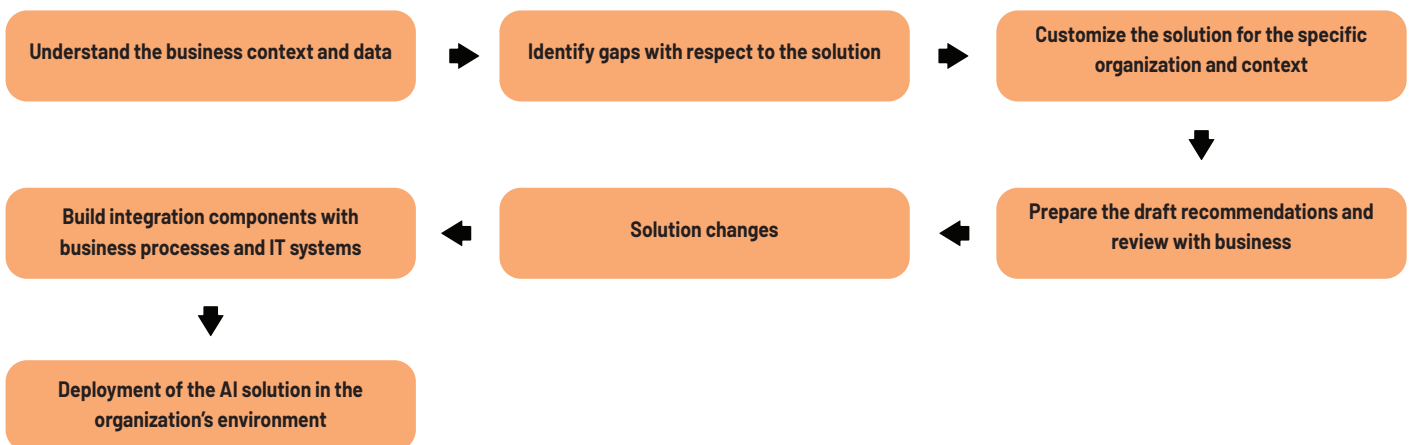 Understand the business context and data
Identify gaps with respect to the solution
Customize the solution for the specific
organization and context
Prepare the draft recommendations and
review with business
Solution changes
Build integration components with
business processes and IT systems
Deployment of the AI solution in the
organization’s environment